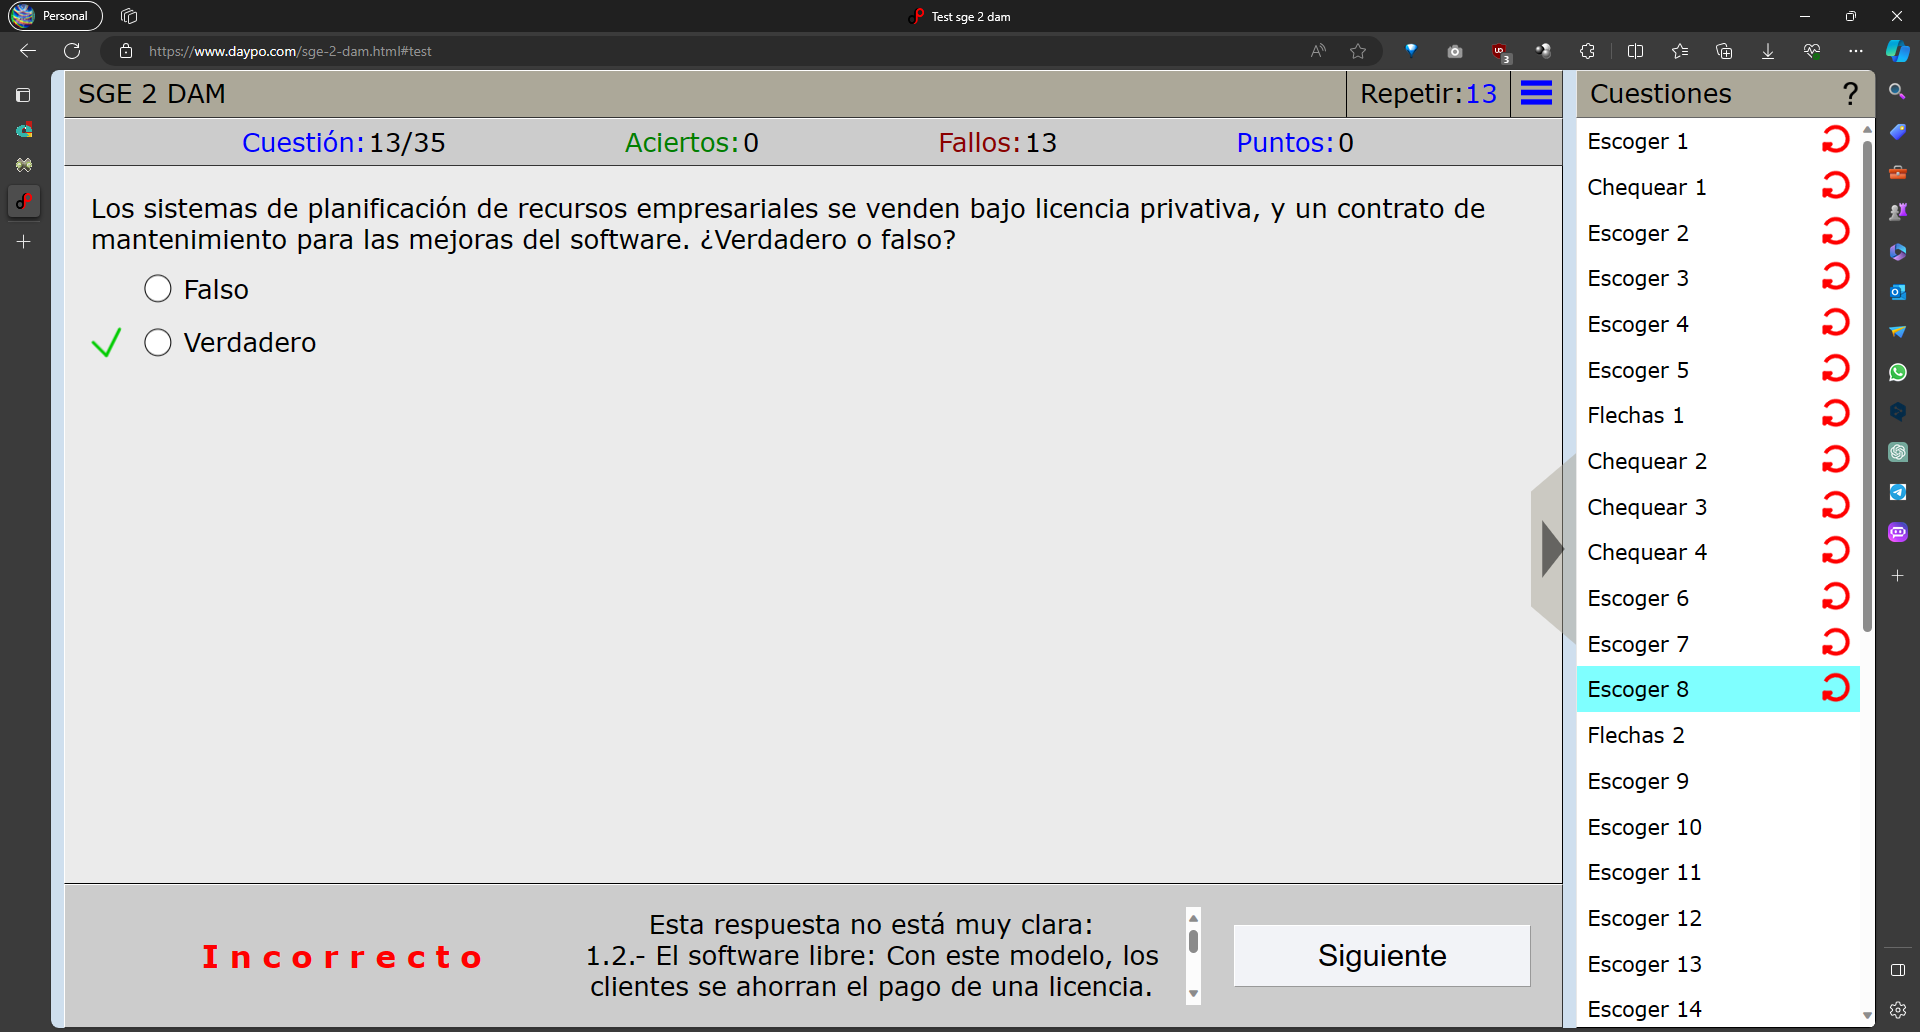 Personal
Test sge 2 dam
https://www.daypo.com/sge-2-dam.html#test
SGE 2 DAM
Repetir:13
Cuestión:13/35
Aciertos:0
Fallos:13
Puntos:0
Los sistemas de planificación de recursos empresariales se venden bajo licencia privativa, y un contrato de
mantenimiento para las mejoras del software. ¿Verdadero o falso?
Falso
Verdadero
Incorrecto
Esta respuesta no está muy clara:
1.2.- El software libre: Con este modelo, los
clientes se ahorran el pago de una licencia.
Siguiente
Cuestiones
?
Escoger 1
Chequear 1
Escoger 2
Escoger 3
Escoger 4
Escoger 5
Flechas 1
Chequear 2
Chequear 3
Chequear 4
Escoger 6
Escoger 7
Escoger 8
Flechas 2
Escoger 9
Escoger 10
Escoger 11
Escoger 12
Escoger 13
Escoger 14
3